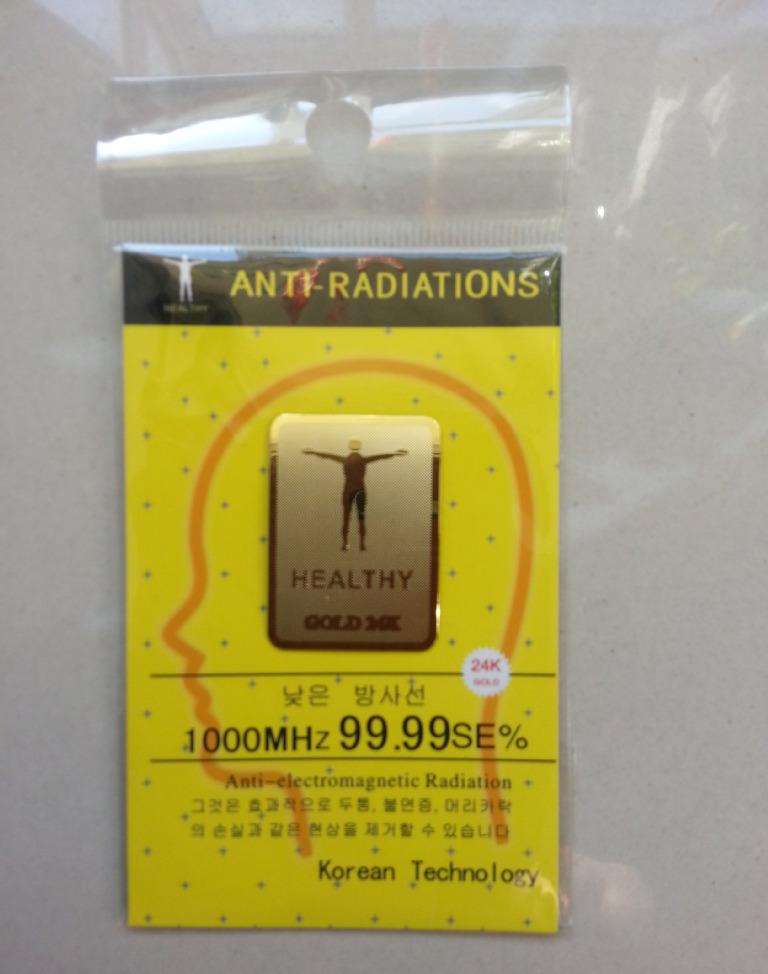 HEALTHY
ANTI-RADIATIONS
HEALTHY
GOLD 24K
24K
GOLD
낮은 방사선
1000MHz 99.99SE%
Anti-electromagnetic Radiation
그것은 효과적으로 두통, 불면증, 머리카락
의 손실과 같은 현상을 제거할 수 있습니다
Korean Technology